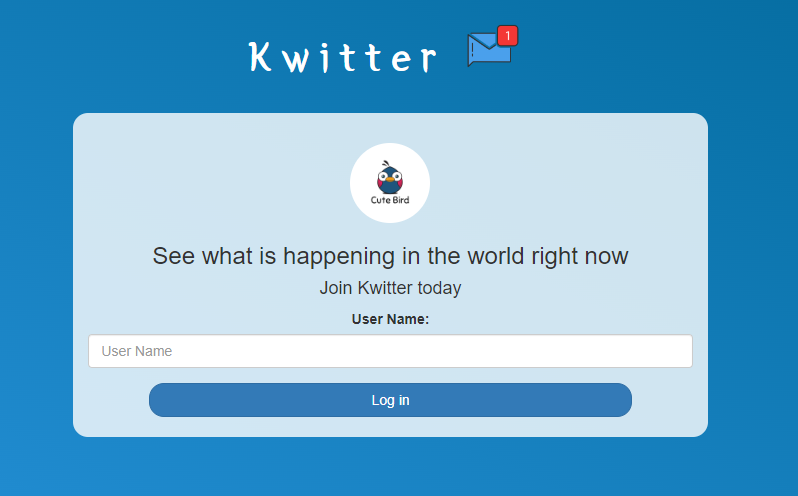 Kwitter
1
Cute Bird
See what is happening in the world right now
Join Kwitter today
User Name:
User Name
Log in